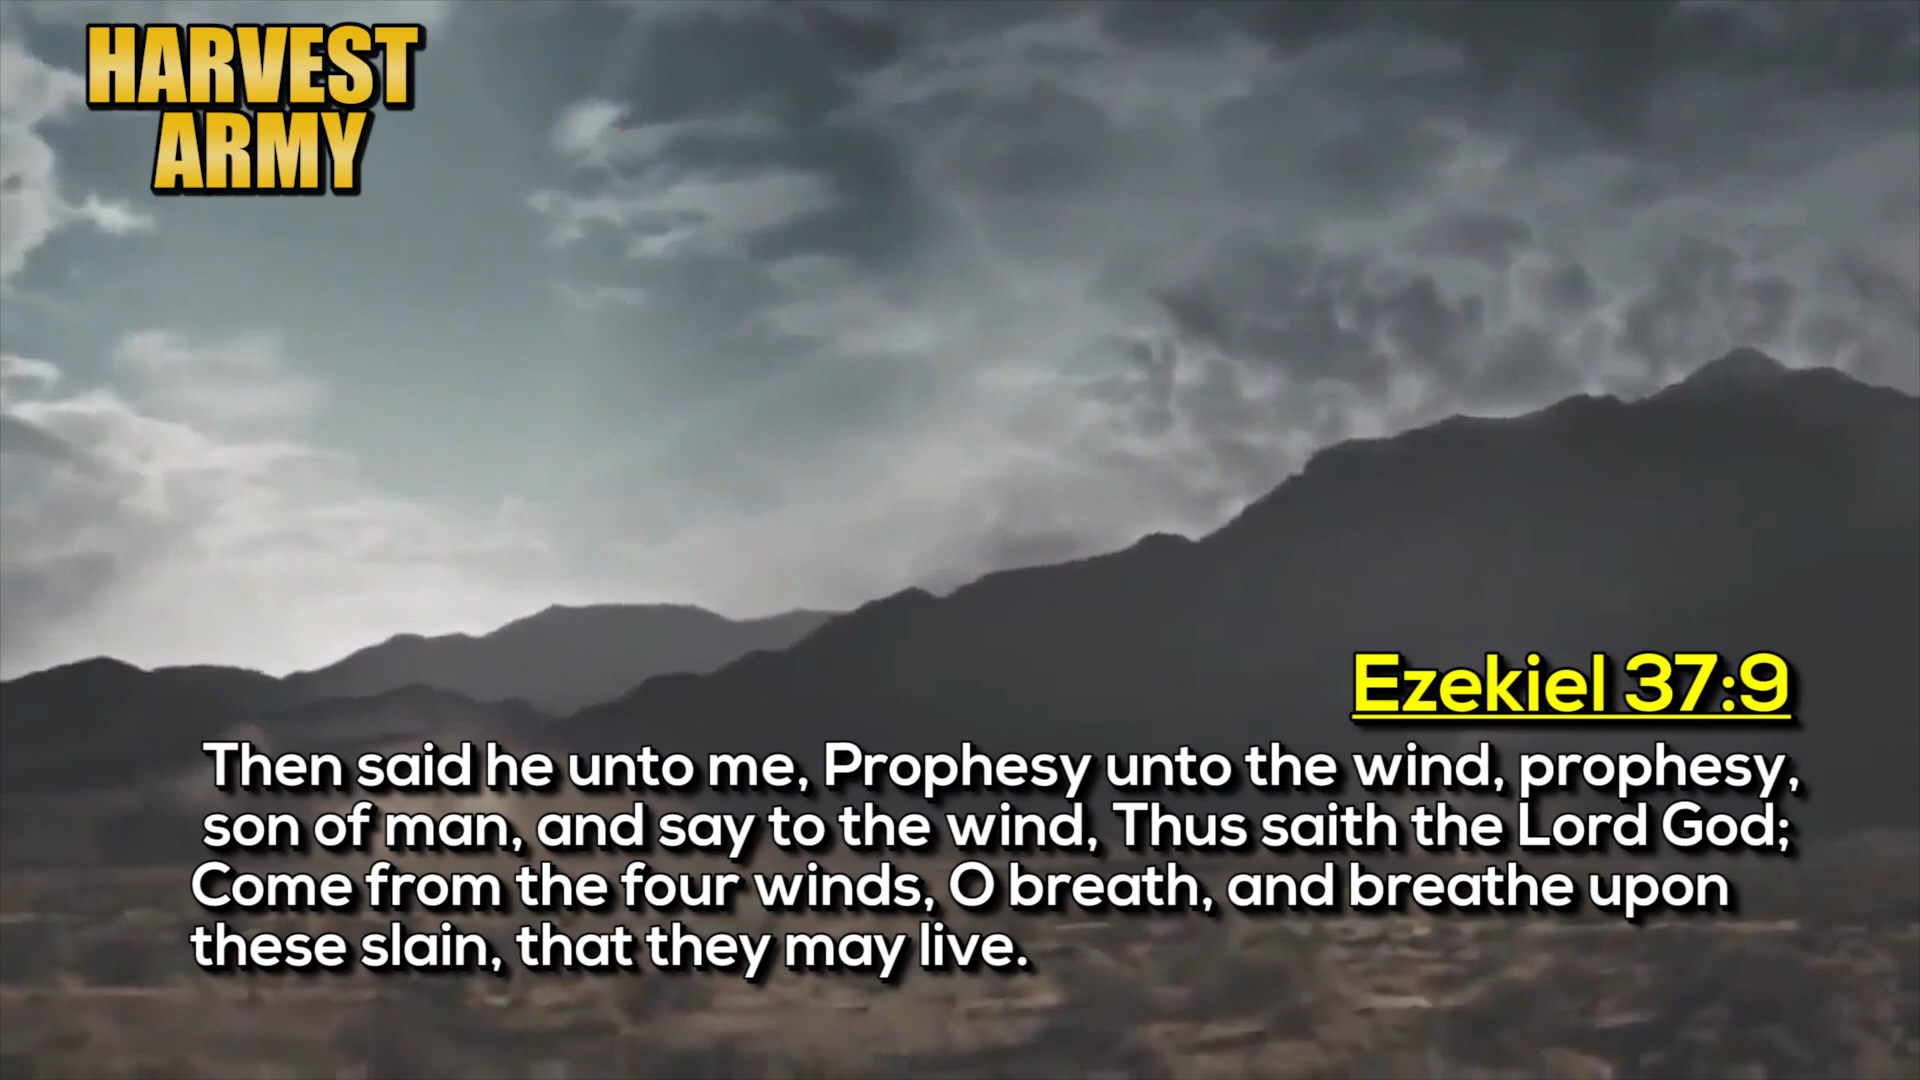 HARVEST
ARMY
Ezekiel 37:9
Then said he unto me, Prophesy unto the wind, prophesy,
son of man, and say to the wind, Thus saith the Lord God;
Come from the four winds, O breath, and breathe upon
these slain, that they may live.